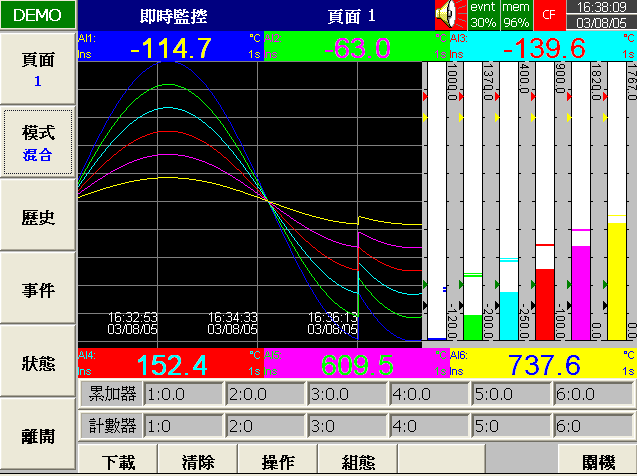 DEMO
即時監控
頁面 1
evnt 30%
mem 96%
CF
16:38:09
03/08/05
頁面
1
模式
混合
歷史
事件
狀態
離開
AI1: -114.7 °C
Ins 1s
AI2: -63.0 °C
Ins 1s
AI3: -139.6 °C
Ins 1s
1000.0
1370.0
400.0
900.0
1820.0
1767.0
-120.0
-200.0
-250.0
0.0
0.0
16:32:53
03/08/05
16:34:33
03/08/05
16:36:13
03/08/05
AI4: 152.4 °C
Ins 1s
AI5: 609.5 °C
Ins 1s
AI6: 737.6 °C
Ins 1s
累加器 1:0.0 2:0.0 3:0.0 4:0.0 5:0.0 6:0.0
計數器 1:0 2:0 3:0 4:0 5:0 6:0
下載 清除 操作 組態 關機